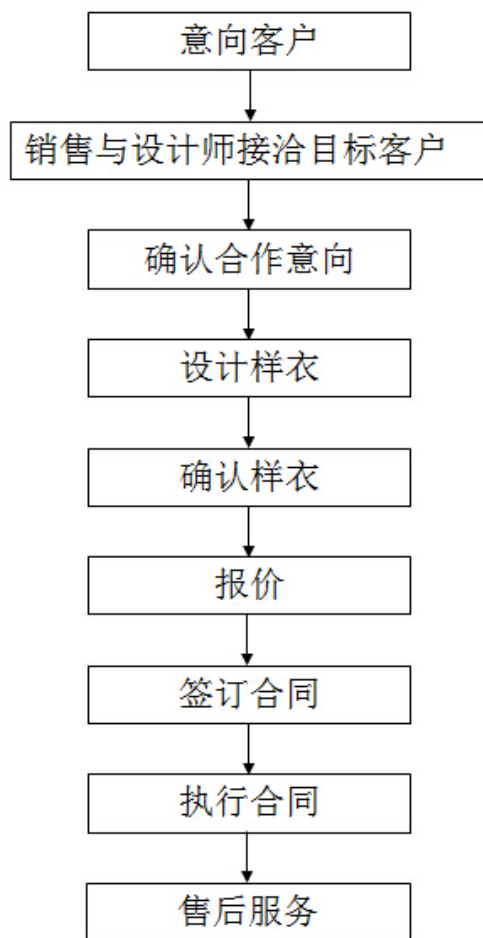 意向客户
销售与设计师接洽目标客户
确认合作意向
设计样衣
确认样衣
报价
签订合同
执行合同
售后服务